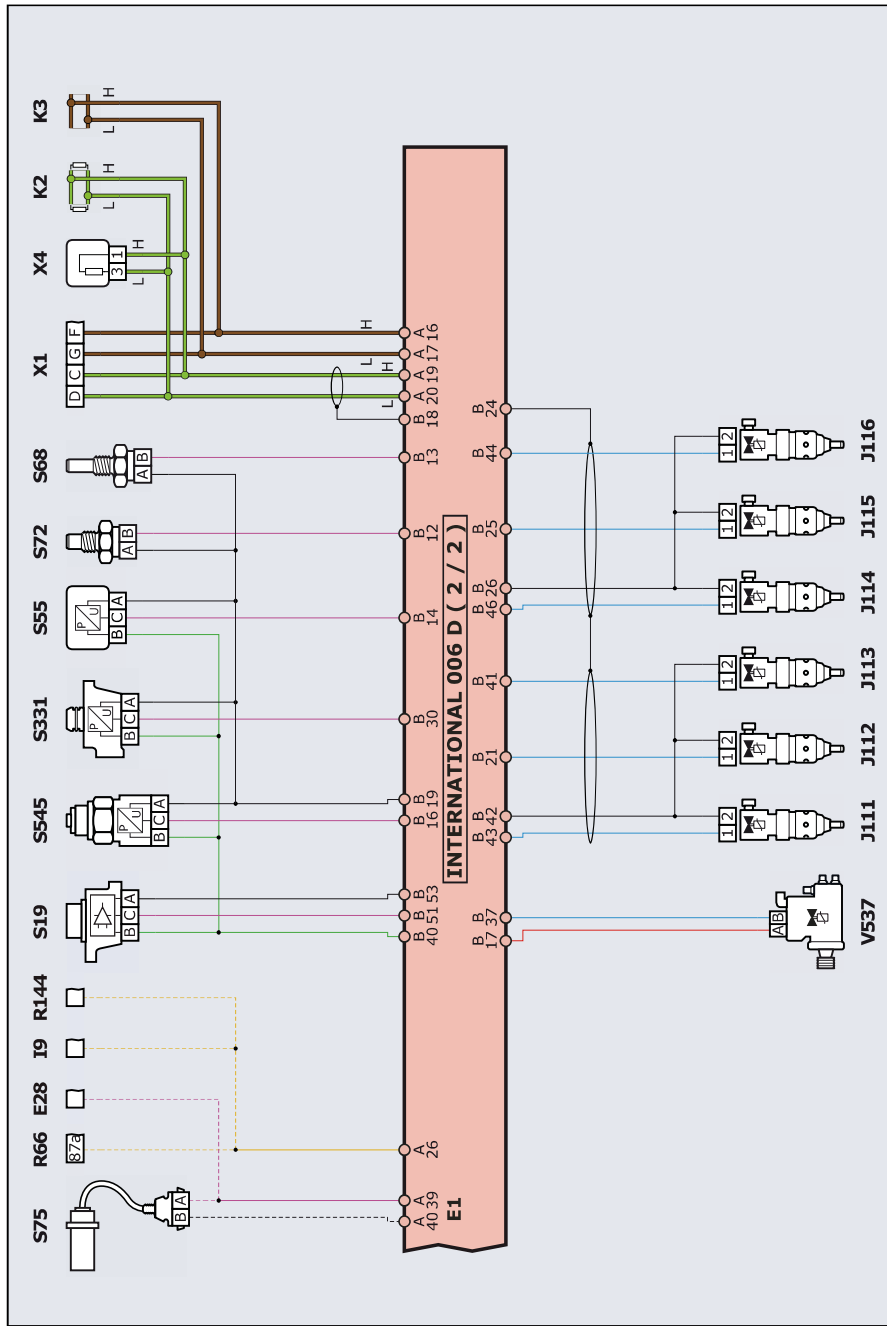 S75
R66
E28
I9
R144
S19
S545
S331
S55
S72
S68
X1
X4
K2
K3
B A
87a
B C A
B C A
P U
B C A
P U
B C A
P U
A B
A B
D C G F
3 1
L H
L H
L H
L H
L H
A 40
A 39
A 26
B 40
B 51
B 53
B 16
B 19
B 30
B 14
B 12
B 13
B 18
A 20
A 19
A 17
A 16
E1
INTERNATIONAL 006 D ( 2 / 2 )
B 17
B 37
B 43
B 42
B 21
B 41
B 46
B 26
B 25
B 44
B 24
A B
1 2
1 2
1 2
1 2
1 2
1 2
V537
J111
J112
J113
J114
J115
J116